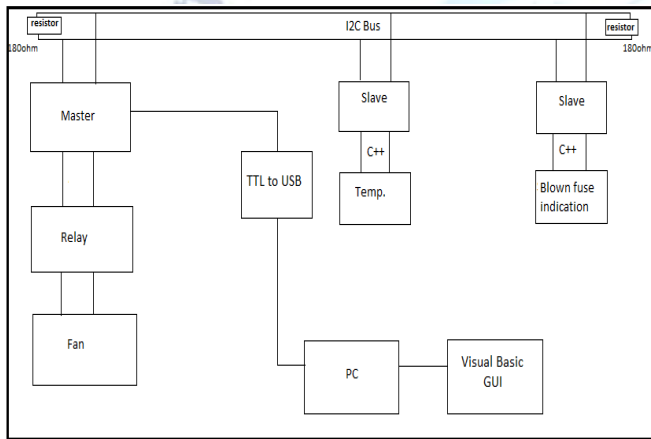 resistor
I2C Bus
resistor
180ohm
180ohm
Master
Slave
Slave
C++
C++
TTL to USB
Temp.
Blown fuse
indication
Relay
Fan
PC
Visual Basic
GUI